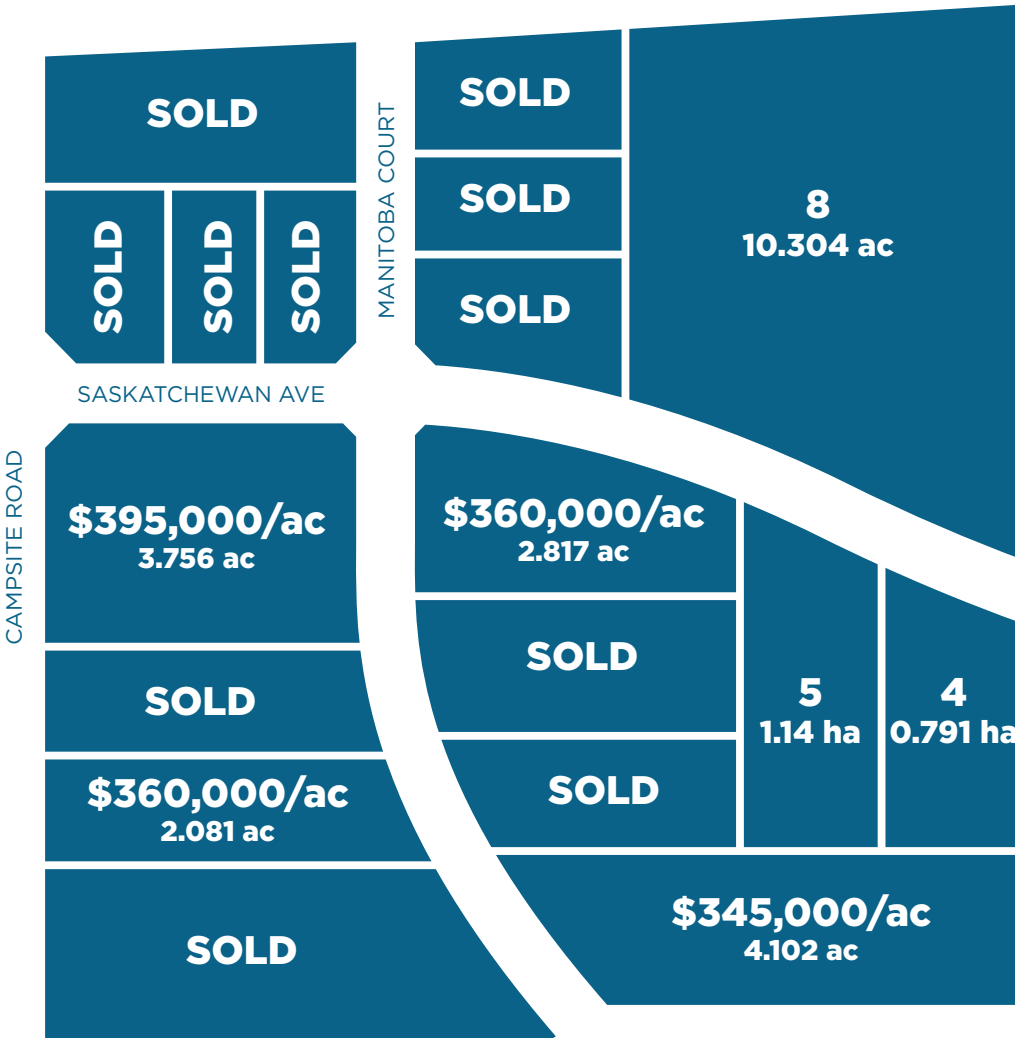 SOLD
SOLD
SOLD
SOLD
MANITOBA COURT
SOLD
SOLD
SOLD
8
10.304 ac
SASKATCHEWAN AVE
CAMPSITE ROAD
$395,000/ac
3.756 ac
SOLD
$360,000/ac
2.081 ac
SOLD
$360,000/ac
2.817 ac
SOLD
SOLD
5
1.14 ha
4
0.791 ha
$345,000/ac
4.102 ac